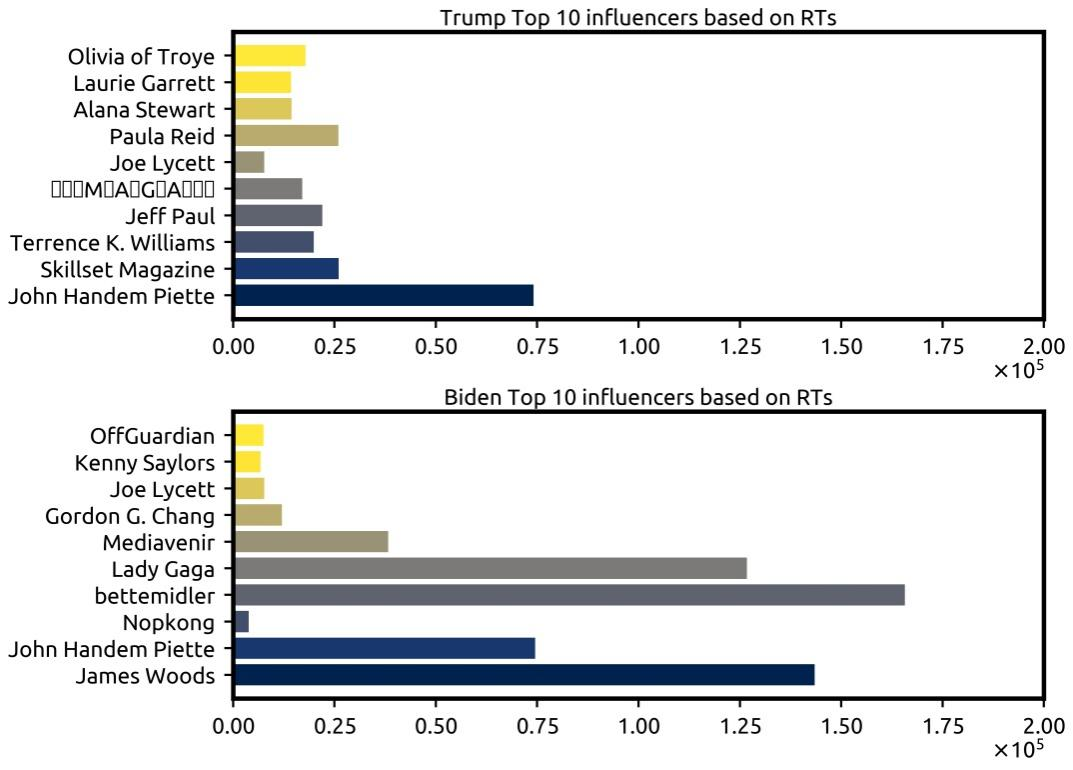 Trump Top 10 influencers based on RTs
Olivia of Troye
Laurie Garrett
Alana Stewart
Paula Reid
Joe Lycett
▯▯▯M▯A▯G▯A▯▯▯
Jeff Paul
Terrence K. Williams
Skillset Magazine
John Handem Piette
0.00 0.25 0.50 0.75 1.00 1.25 1.50 1.75 2.00
×10⁵
Biden Top 10 influencers based on RTs
OffGuardian
Kenny Saylors
Joe Lycett
Gordon G. Chang
Mediavenir
Lady Gaga
bettemidler
Nopkong
John Handem Piette
James Woods
0.00 0.25 0.50 0.75 1.00 1.25 1.50 1.75 2.00
×10⁵